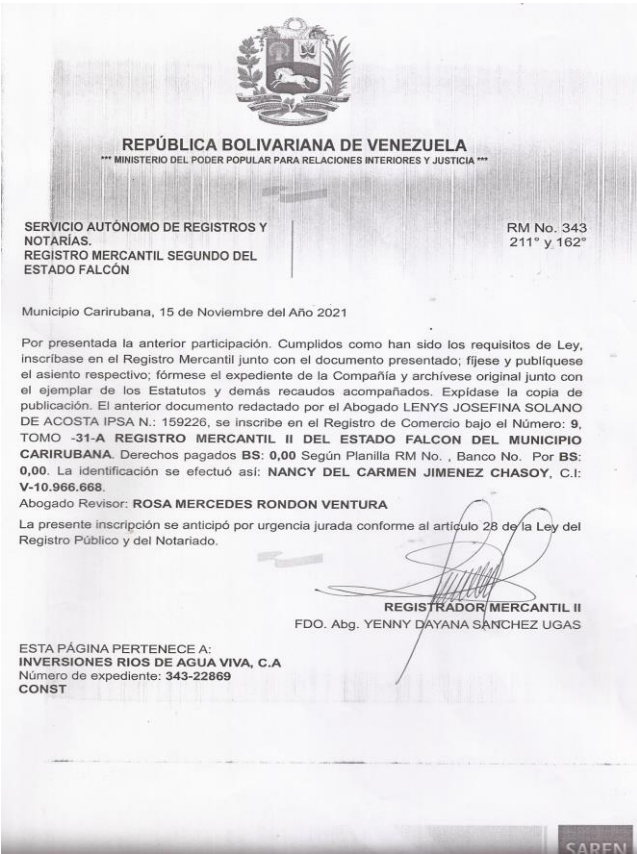 REPÚBLICA BOLIVARIANA DE VENEZUELA
*** MINISTERIO DEL PODER POPULAR PARA RELACIONES INTERIORES Y JUSTICIA ***
SERVICIO AUTÓNOMO DE REGISTROS Y
NOTARÍAS.
REGISTRO MERCANTIL SEGUNDO DEL
ESTADO FALCÓN
RM No. 343
211° y 162°
Municipio Carirubana, 15 de Noviembre del Año 2021
Por presentada la anterior participación. Cumplidos como han sido los requisitos de Ley,
inscríbase en el Registro Mercantil junto con el documento presentado; fíjese y publíquese
el asiento respectivo; fórmese el expediente de la Compañía y archívese original junto con
el ejemplar de los Estatutos y demás recaudos acompañados. Expídase la copia de
publicación. El anterior documento redactado por el Abogado LENYS JOSEFINA SOLANO
DE ACOSTA IPSA N.: 159226, se inscribe en el Registro de Comercio bajo el Número: 9,
TOMO -31-A REGISTRO MERCANTIL II DEL ESTADO FALCON DEL MUNICIPIO
CARIRUBANA. Derechos pagados BS: 0,00 Según Planilla RM No. , Banco No. Por BS:
0,00. La identificación se efectuó así: NANCY DEL CARMEN JIMENEZ CHASOY, C.I:
V-10.966.668.
Abogado Revisor: ROSA MERCEDES RONDON VENTURA
La presente inscripción se anticipó por urgencia jurada conforme al artículo 28 de la Ley del
Registro Público y del Notariado.
REGISTRADOR MERCANTIL II
FDO. Abg. YENNY DAYANA SANCHEZ UGAS
ESTA PÁGINA PERTENECE A:
INVERSIONES RIOS DE AGUA VIVA, C.A
Número de expediente: 343-22869
CONST
SAREN